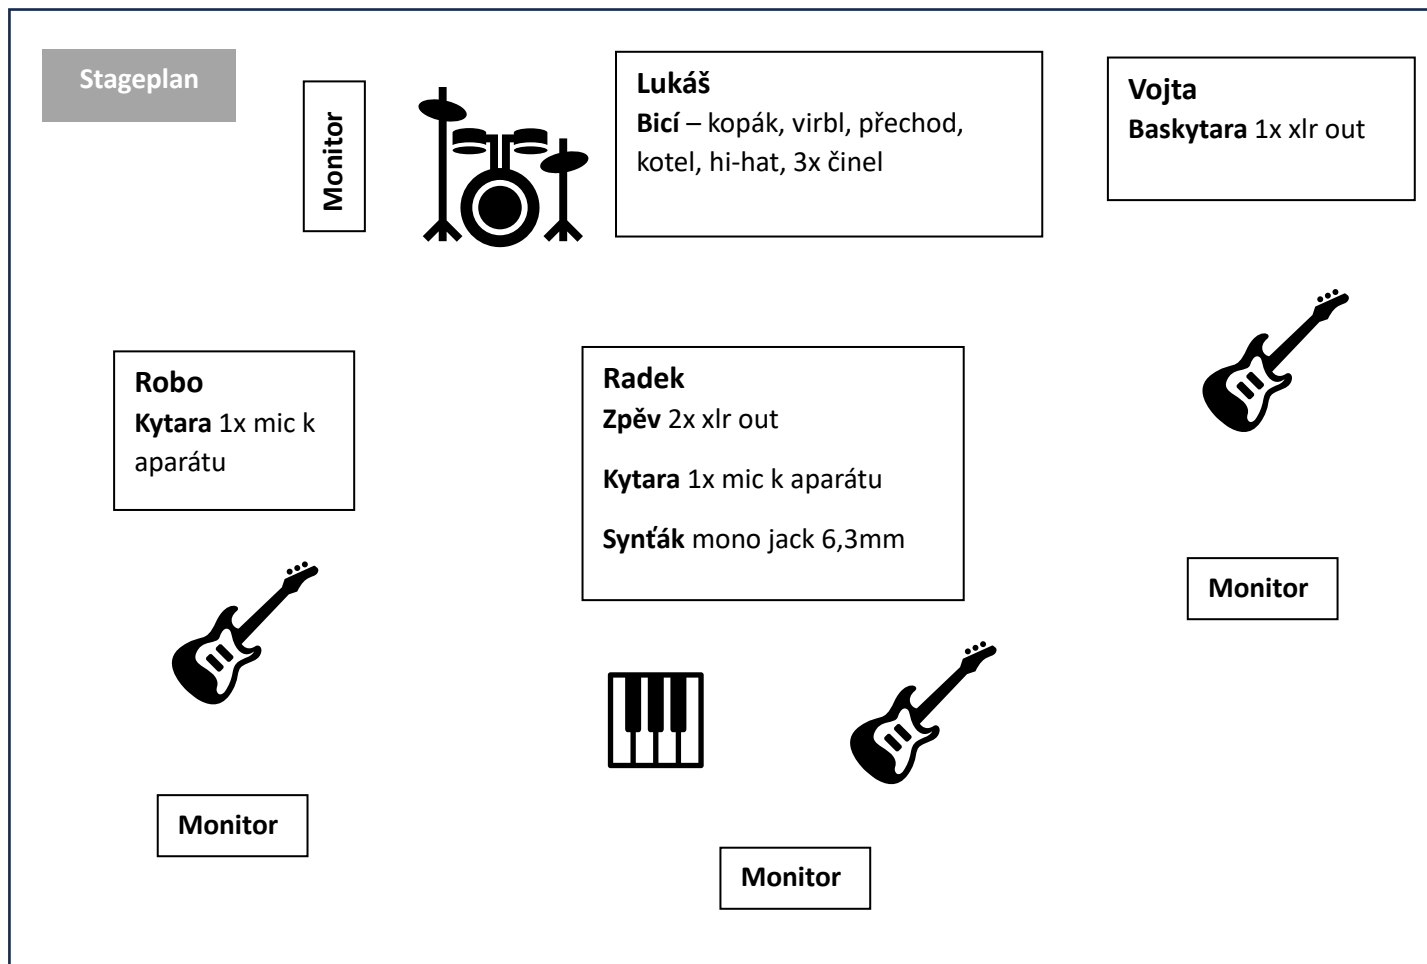 Stageplan
Monitor
Lukáš
Bicí – kopák, virbl, přechod,
kotel, hi-hat, 3x činel
Vojta
Baskytara 1x xlr out
Robo
Kytara 1x mic k
aparátu
Radek
Zpěv 2x xlr out
Kytara 1x mic k aparátu
Synťák mono jack 6,3mm
Monitor
Monitor
Monitor